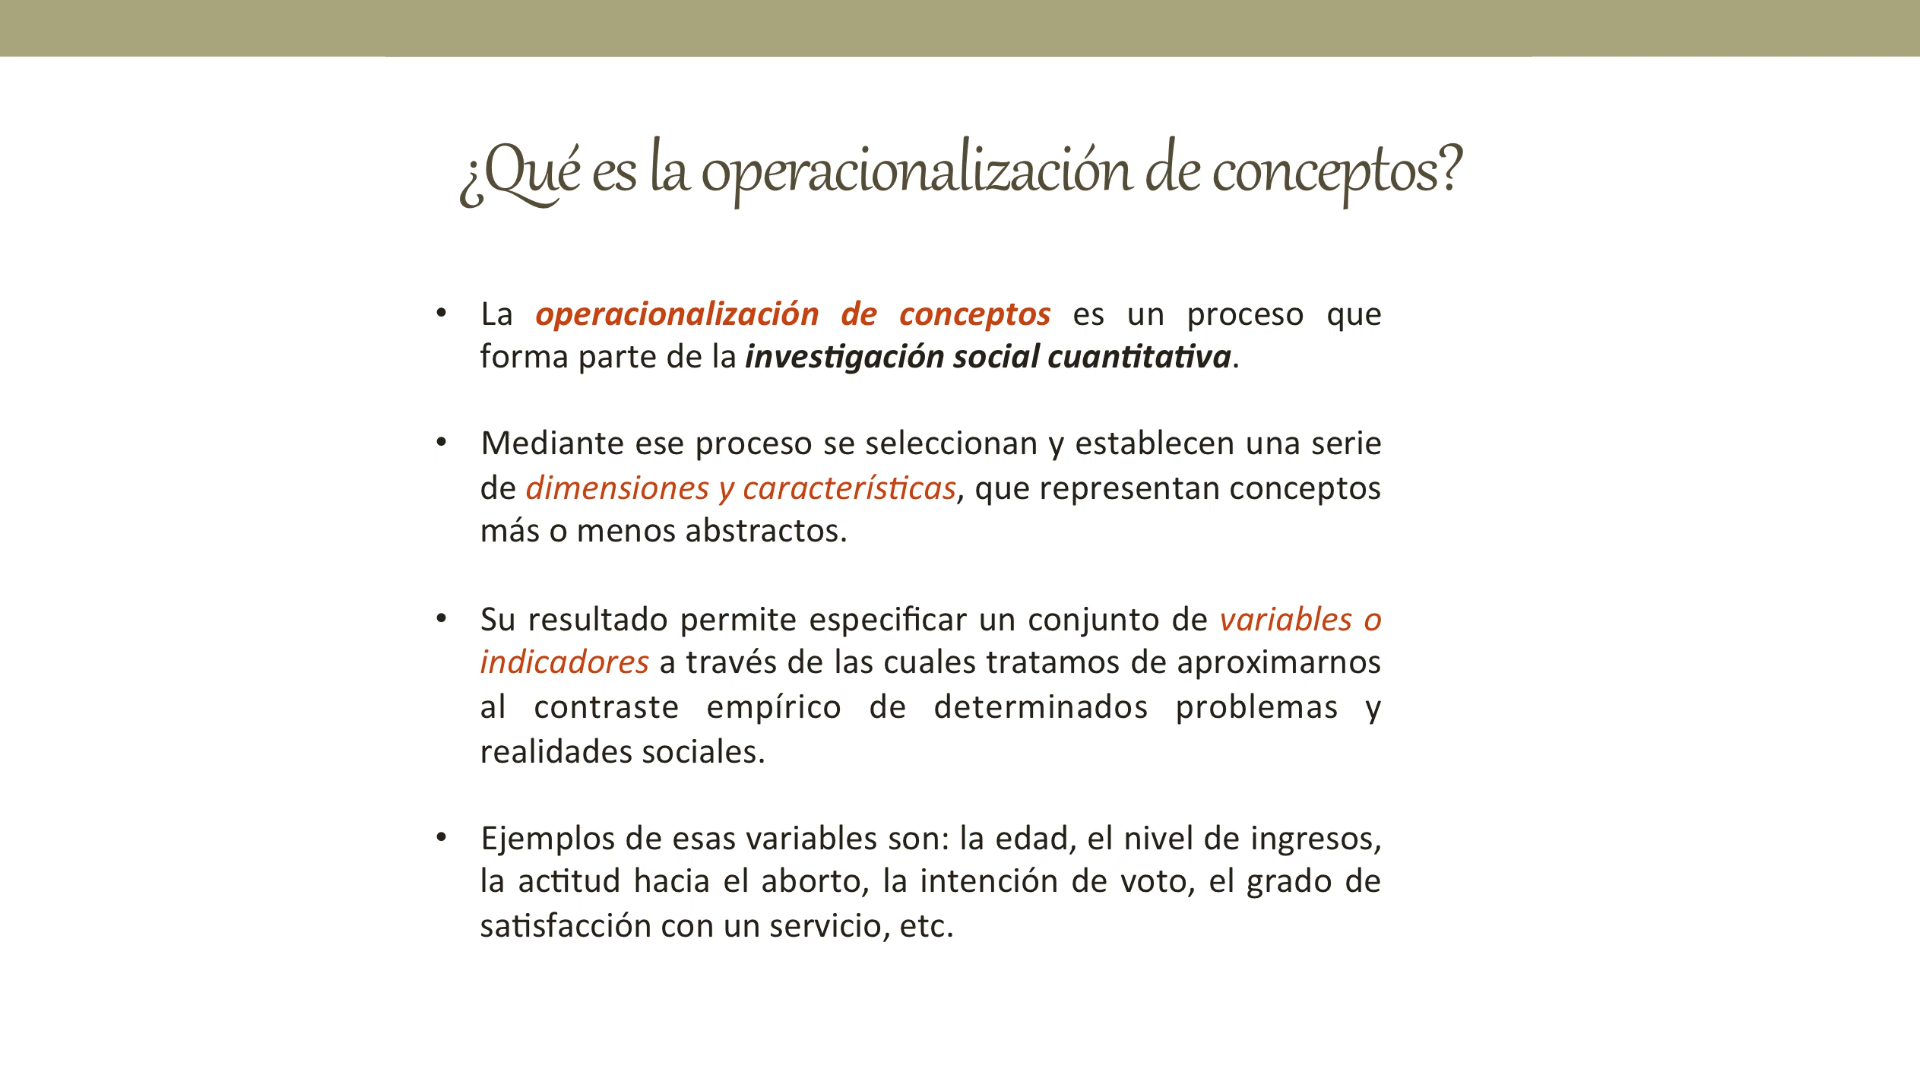 ¿Qué es la operacionalización de conceptos?
• La operacionalización de conceptos es un proceso que
forma parte de la investigación social cuantitativa.
• Mediante ese proceso se seleccionan y establecen una serie
de dimensiones y características, que representan conceptos
más o menos abstractos.
• Su resultado permite especificar un conjunto de variables o
indicadores a través de las cuales tratamos de aproximarnos
al contraste empírico de determinados problemas y
realidades sociales.
• Ejemplos de esas variables son: la edad, el nivel de ingresos,
la actitud hacia el aborto, la intención de voto, el grado de
satisfacción con un servicio, etc.